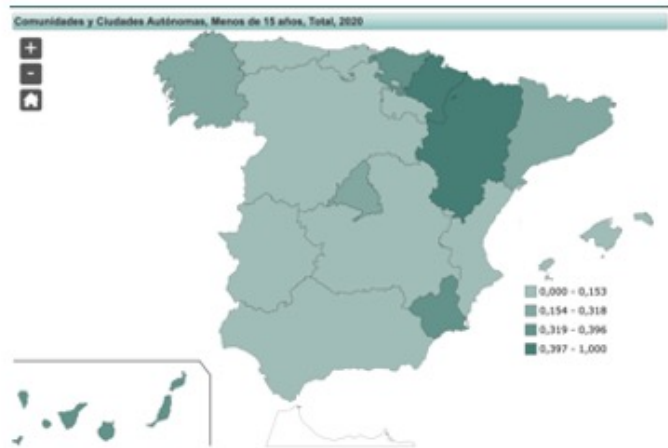 Comunidades y Ciudades Autónomas, Menos de 15 años, Total, 2020
+
-
0,000 - 0,153
0,154 - 0,318
0,319 - 0,396
0,397 - 1,000